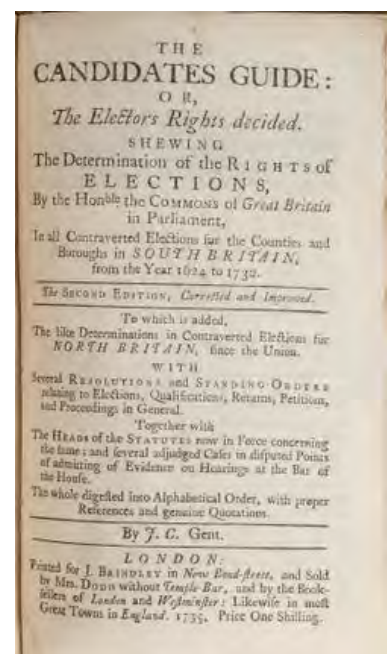 THE
CANDIDATES GUIDE:
OR,
The Electors Rights decided.
SHEWING
The Determination of the RIGHTS of
ELECTIONS,
By the Honble the COMMONS of Great Britain
in Parliament,
In all Contraverted Elections for the Counties and
Boroughs in SOUTH BRITAIN,
from the Year 1624 to 1730.
The SECOND EDITION, Corrected and Improved.
To which is added,
The like Determinations in Contraverted Elections for
NORTH BRITAIN, since the Union.
WITH
Several RESOLUTIONS and STANDING ORDERS
relating to Elections, Qualifications, Returns, Petitions,
and Proceedings in General.
Together with
The HEADS of the STATUTES now in Force concerning
the same; and several adjudged Cases in disputed Points
of admitting of Evidence on Hearings at the Bar of
the House.
The whole digested into Alphabetical Order, with proper
References and genuine Quotations.
By J. C. Gent.
LONDON:
Printed for J. BRINDLEY in New Bond-street, and Sold
by Mrs. DODD without Temple-Bar, and by the Book-
sellers of London and Westminster: Likewise in most
Great Towns in England. 1735. Price One Shilling.